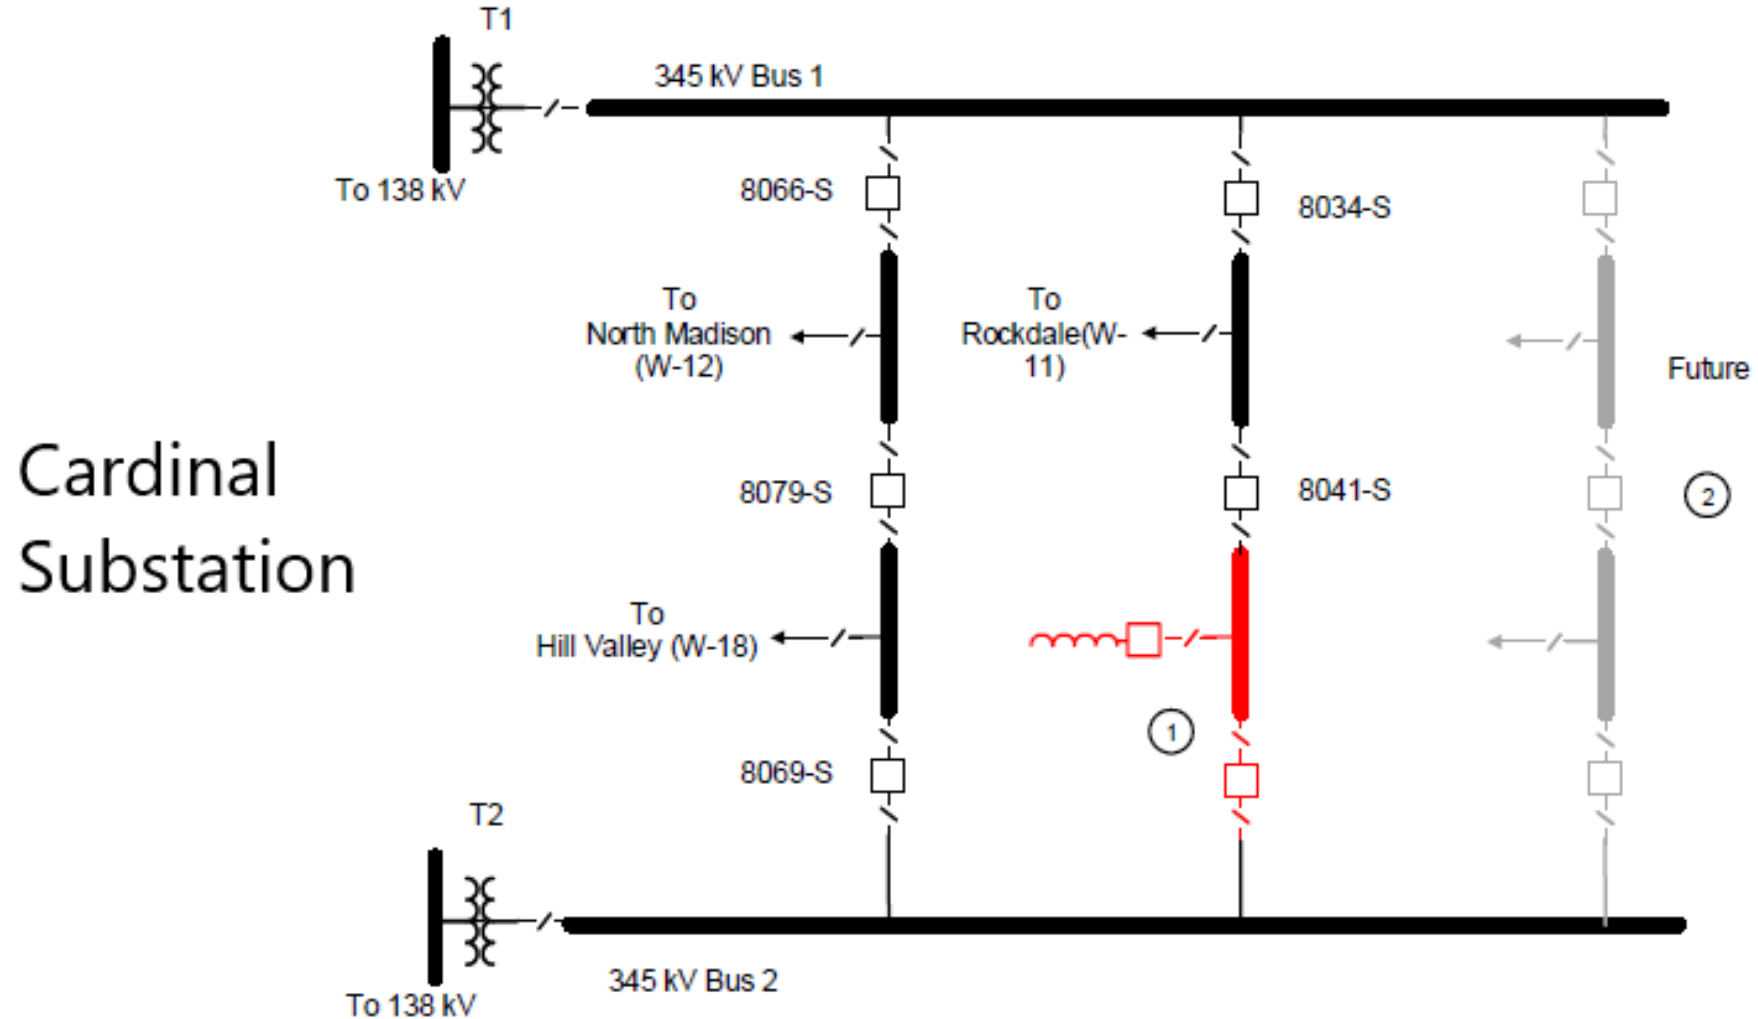 T1
345 kV Bus 1
To 138 kV
8066-S
8034-S
To
North Madison
(W-12)
To
Rockdale(W-
11)
Future
Cardinal
Substation
8079-S
8041-S
2
To
Hill Valley (W-18)
1
8069-S
T2
345 kV Bus 2
To 138 kV